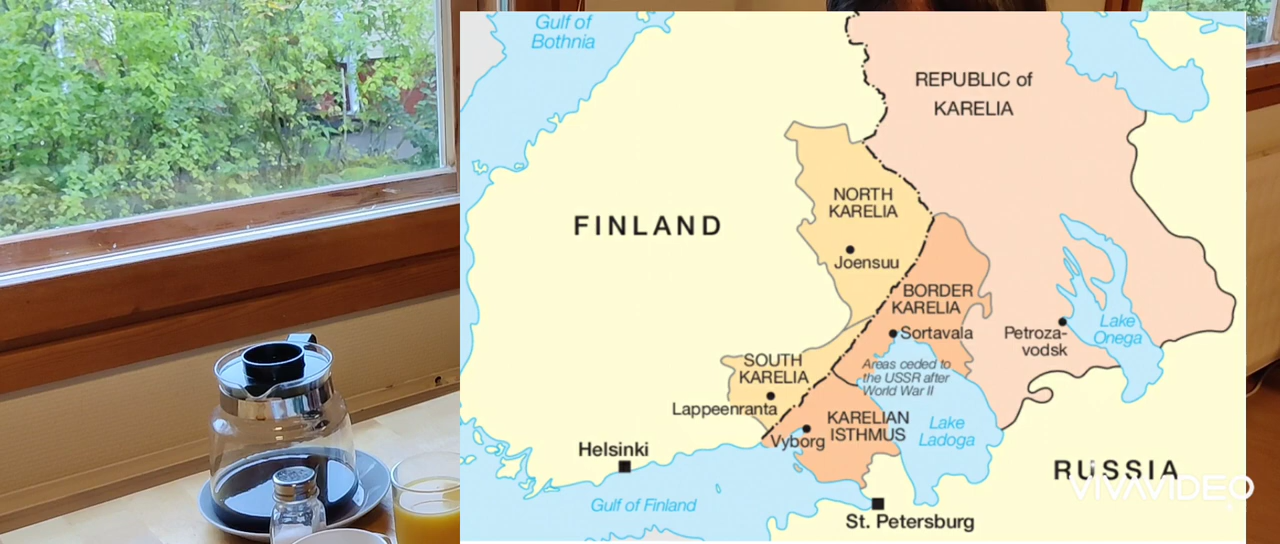 Gulf of
Bothnia
REPUBLIC of
KARELIA
NORTH
KARELIA
FINLAND
Joensuu
BORDER
KARELIA
Sortavala
Petroza-
vodsk
Lake
Onega
SOUTH
KARELIA
Areas ceded to
the USSR after
World War II
Lappeenranta
KARELIAN
ISTHMUS
Vyborg
Lake
Ladoga
Helsinki
RUSSIA
VIVAVIDEO
Gulf of Finland
St. Petersburg